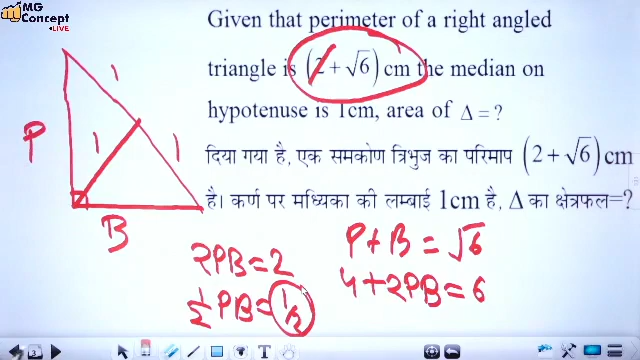 MG
Concept
LIVE
Given that perimeter of a right angled
triangle is (2 + √6) cm the median on
hypotenuse is 1cm, area of Δ = ?
दिया गया है, एक समकोण त्रिभुज का परिमाप (2 + √6) cm
है। कर्ण पर मध्यिका की लम्बाई 1cm है, Δ का क्षेत्रफल=?
1
P 1 1
B
P + B = √6
2PB = 2
4 + 2PB = 6
1/2 PB = 1/2